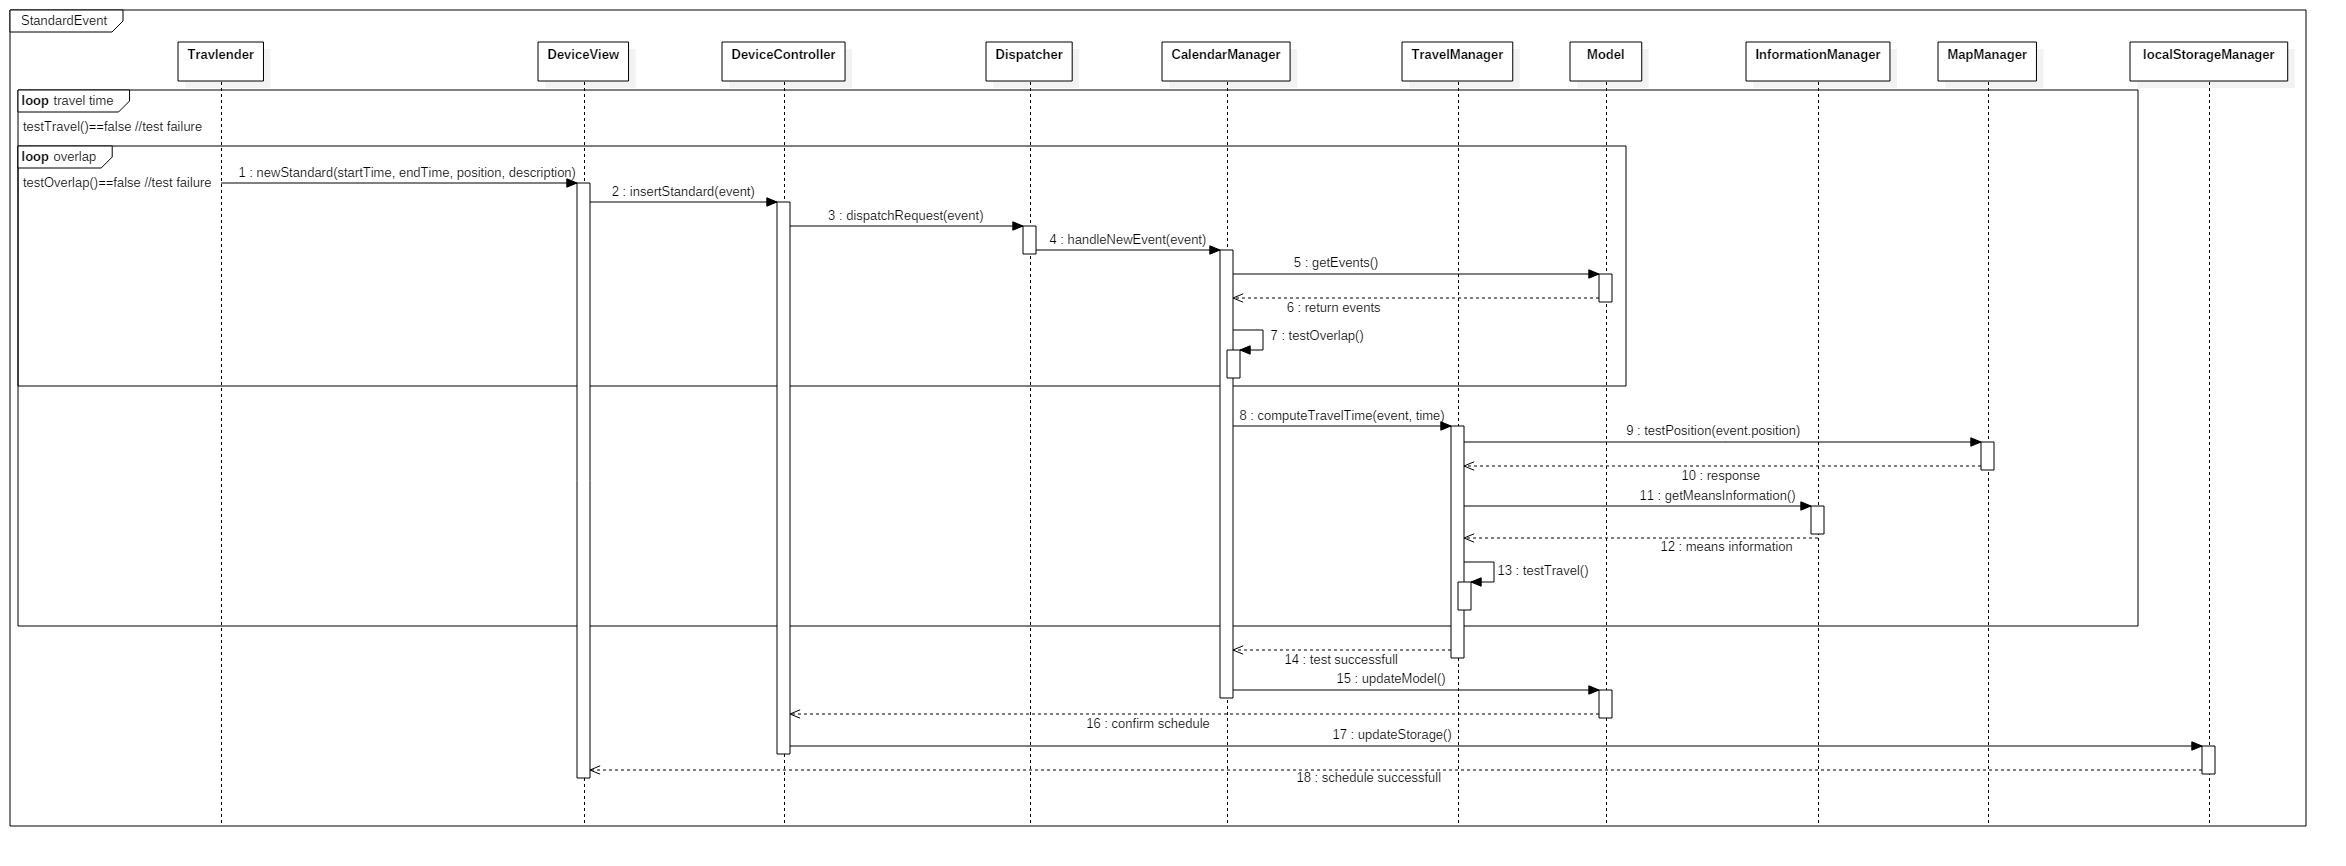 StandardEvent
Travlender
DeviceView
DeviceController
Dispatcher
CalendarManager
TravelManager
Model
InformationManager
MapManager
localStorageManager
loop travel time
testTravel()==false //test failure
loop overlap
testOverlap()==false //test failure
1 : newStandard(startTime, endTime, position, description)
2 : insertStandard(event)
3 : dispatchRequest(event)
4 : handleNewEvent(event)
5 : getEvents()
6 : return events
7 : testOverlap()
8 : computeTravelTime(event, time)
9 : testPosition(event.position)
10 : response
11 : getMeansInformation()
12 : means information
13 : testTravel()
14 : test successfull
15 : updateModel()
16 : confirm schedule
17 : updateStorage()
18 : schedule successfull